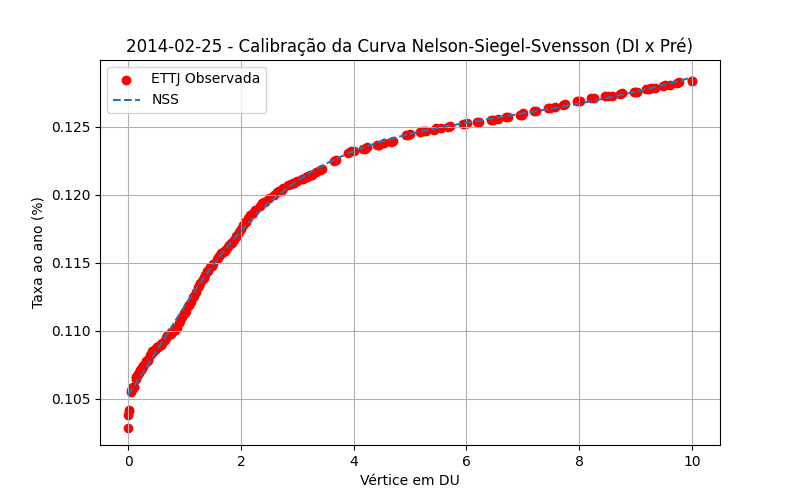 2014-02-25 - Calibração da Curva Nelson-Siegel-Svensson (DI x Pré)
ETTJ Observada
NSS
Taxa ao ano (%)
0.125
0.120
0.115
0.110
0.105
0 2 4 6 8 10
Vértice em DU